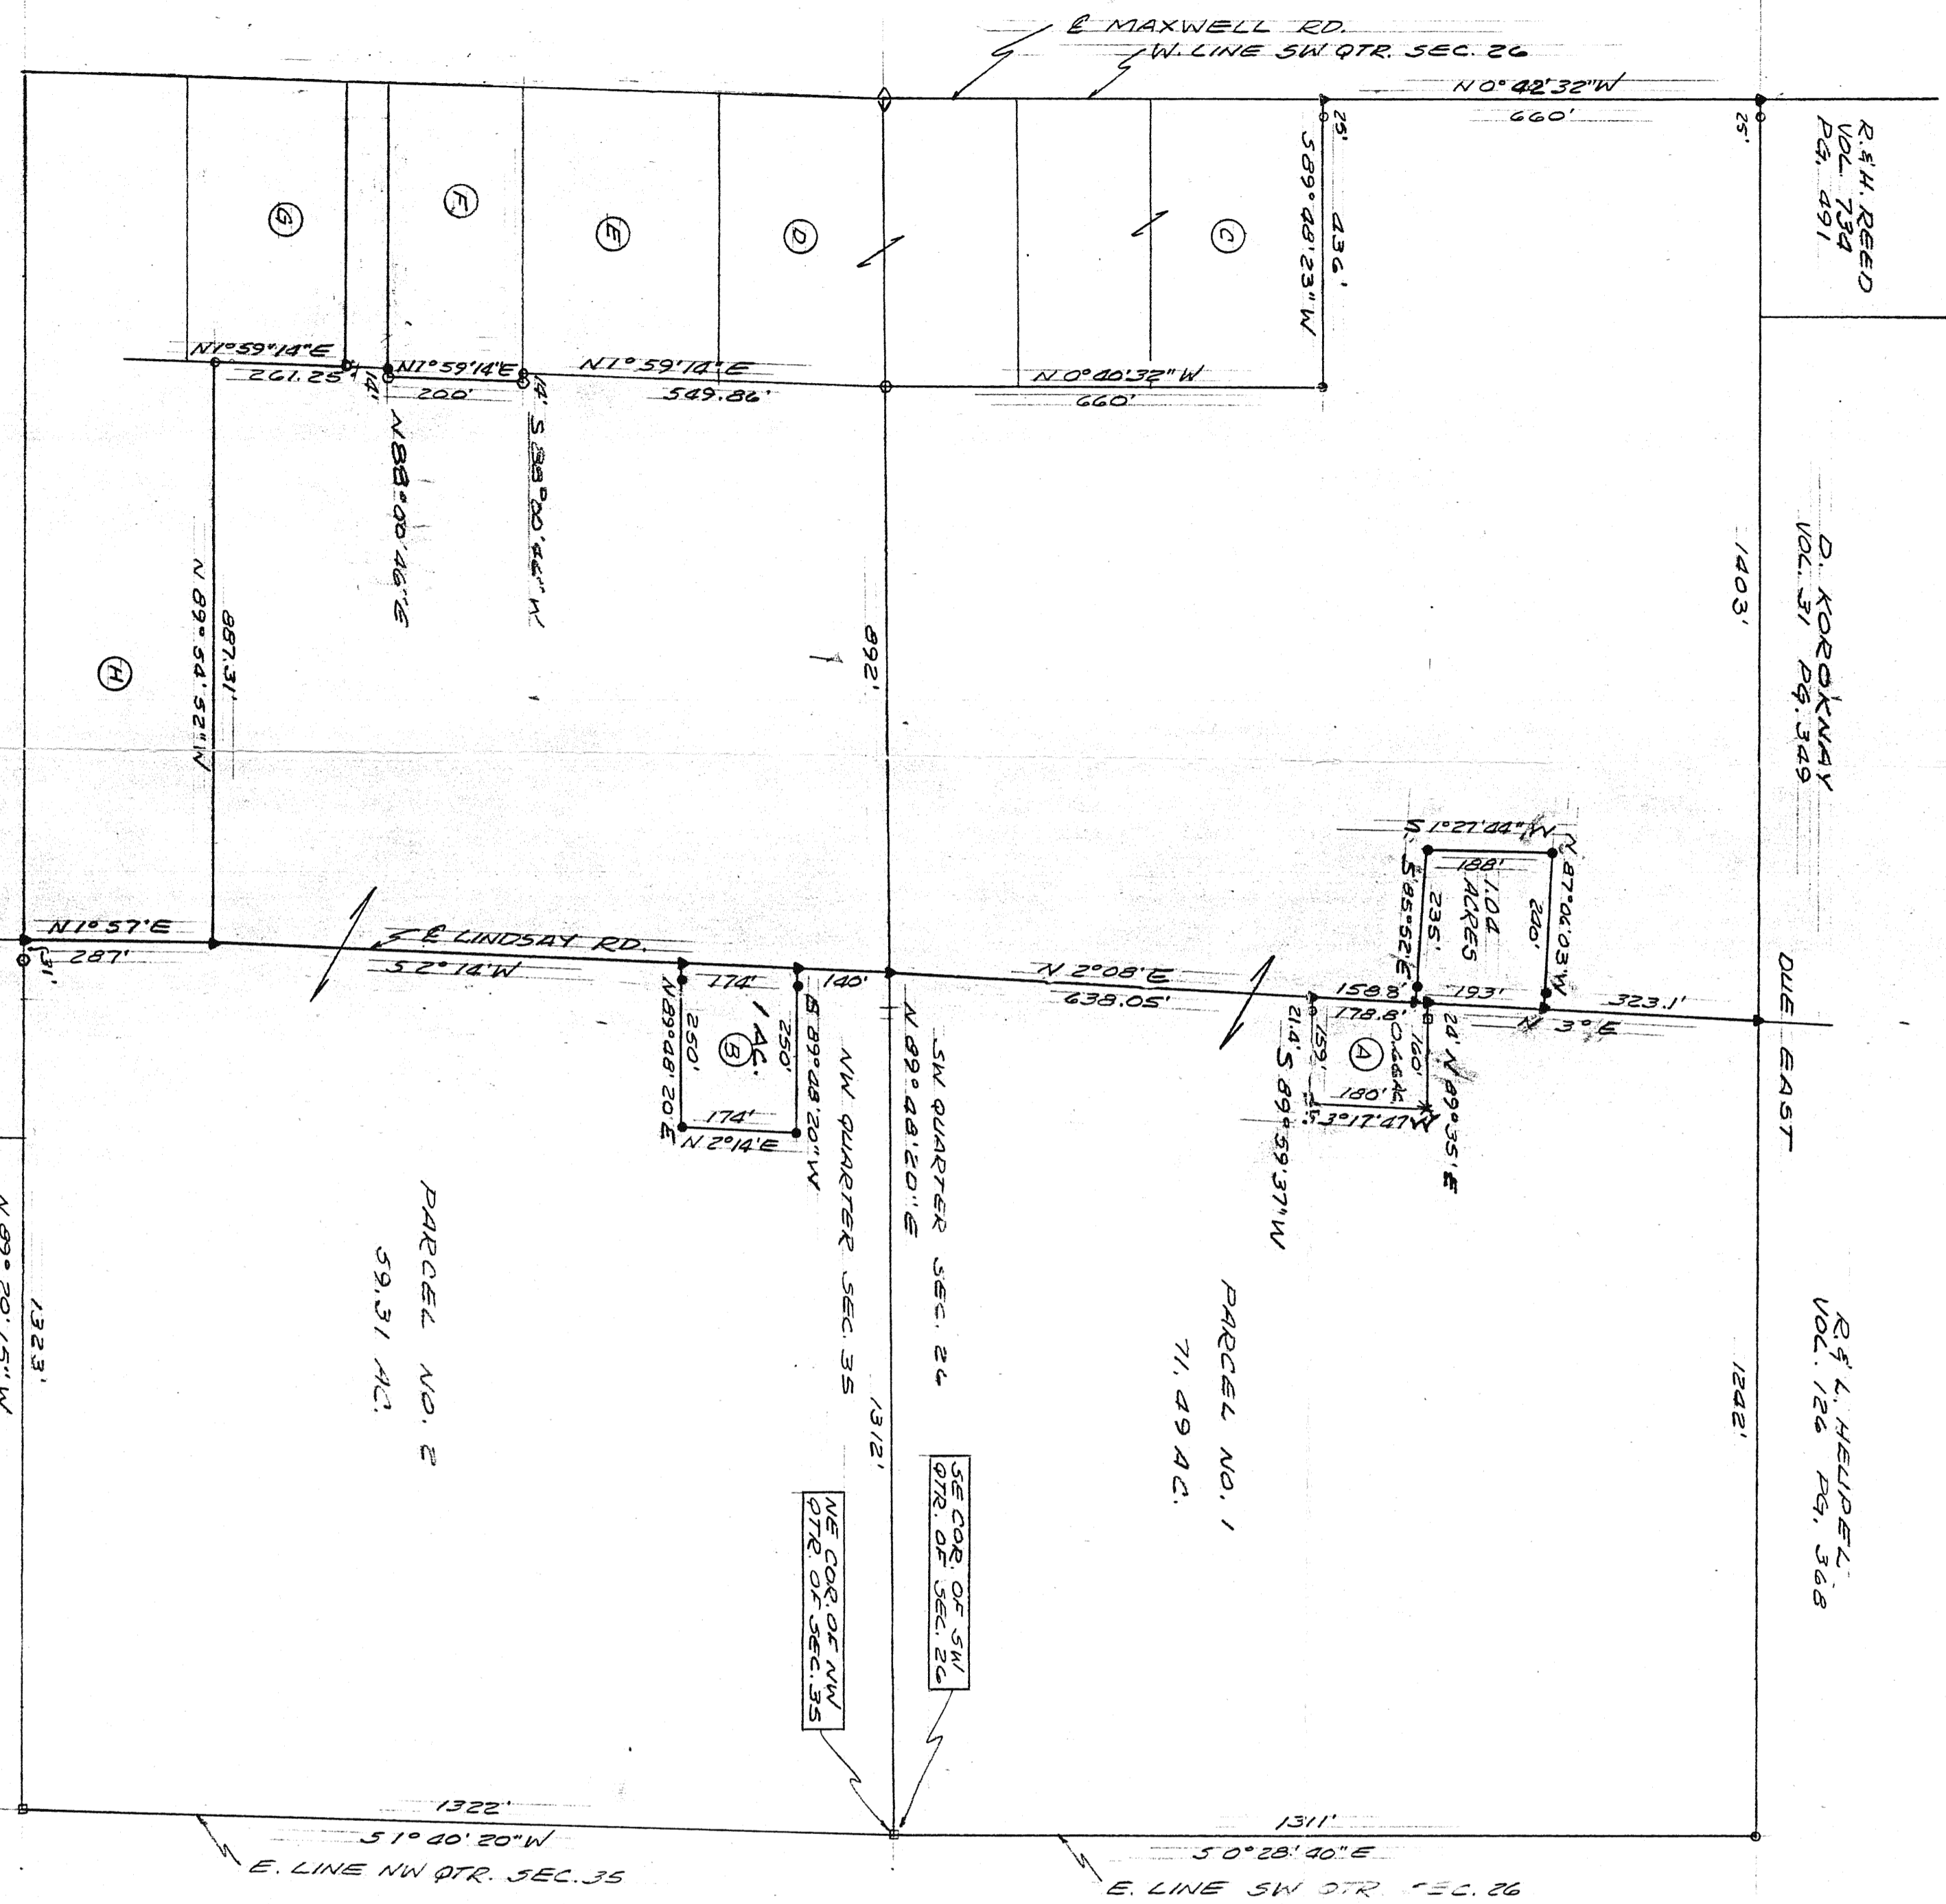 ℄ MAXWELL RD.
W. LINE SW QTR. SEC. 26
N 0° 42' 32" W
660'
25'
25'
R. & H. REED
VOL. 734
PG. 491
436'
S 89° 48' 23" W
C
D
E
F
G
N 1° 59' 14" E
261.25'
14'
N 1° 59' 14" E
200'
14'
N 1° 59' 14" E
549.86'
N 0° 40' 32" W
660'
N 88° 00' 46" E
S 88° 00' 46" W
D. KOROKNAY
VOL. 31 PG. 349
1403'
892'
887.31'
N 89° 54' 52" W
H
S 1° 27' 44" W
188'
N 87° 06' 03" W
200'
1.04
ACRES
235'
S 85° 52' E
DUE EAST
N 1° 57' E
287'
31'
℄ LINDSAY RD.
S 2° 14' W
174'
140'
N 2° 08' E
638.05'
158.8'
193'
323.1'
178.8'
N 3° E
N 89° 48' 20" E
250'
B
1 AC.
250'
S 89° 48' 20" W
174'
N 2° 14' E
21.4' S 89° 59' 37" W
159'
A
0.66 AC.
160'
24' N 89° 35' E
180'
S 3° 17' 47" W
N 89° 48' 20" E
SW QUARTER SEC. 26
NW QUARTER SEC. 35
PARCEL NO. 2
59.31 AC.
PARCEL NO. 1
71.49 AC.
N 89° 20' 15" W
1323'
1312'
1242'
R. & L. HEUPEL
VOL. 126 PG. 368
SE COR. OF SW
QTR. OF SEC. 26
NE COR. OF NW
QTR. OF SEC. 35
1322'
S 1° 40' 20" W
E. LINE NW QTR. SEC. 35
1311'
S 0° 28' 40" E
E. LINE SW QTR. SEC. 26